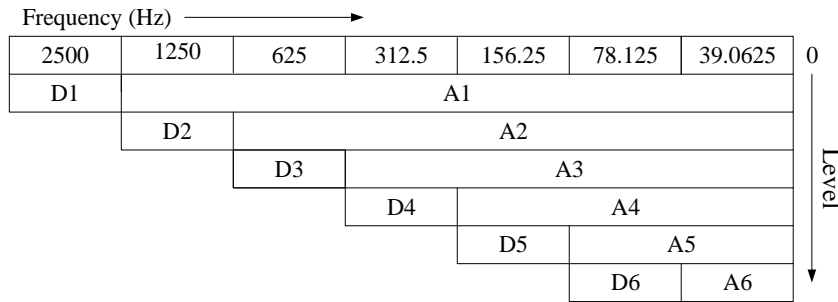 Frequency (Hz)
2500 1250 625 312.5 156.25 78.125 39.0625 0
D1 A1
D2 A2
D3 A3
D4 A4
D5 A5
D6 A6
Level